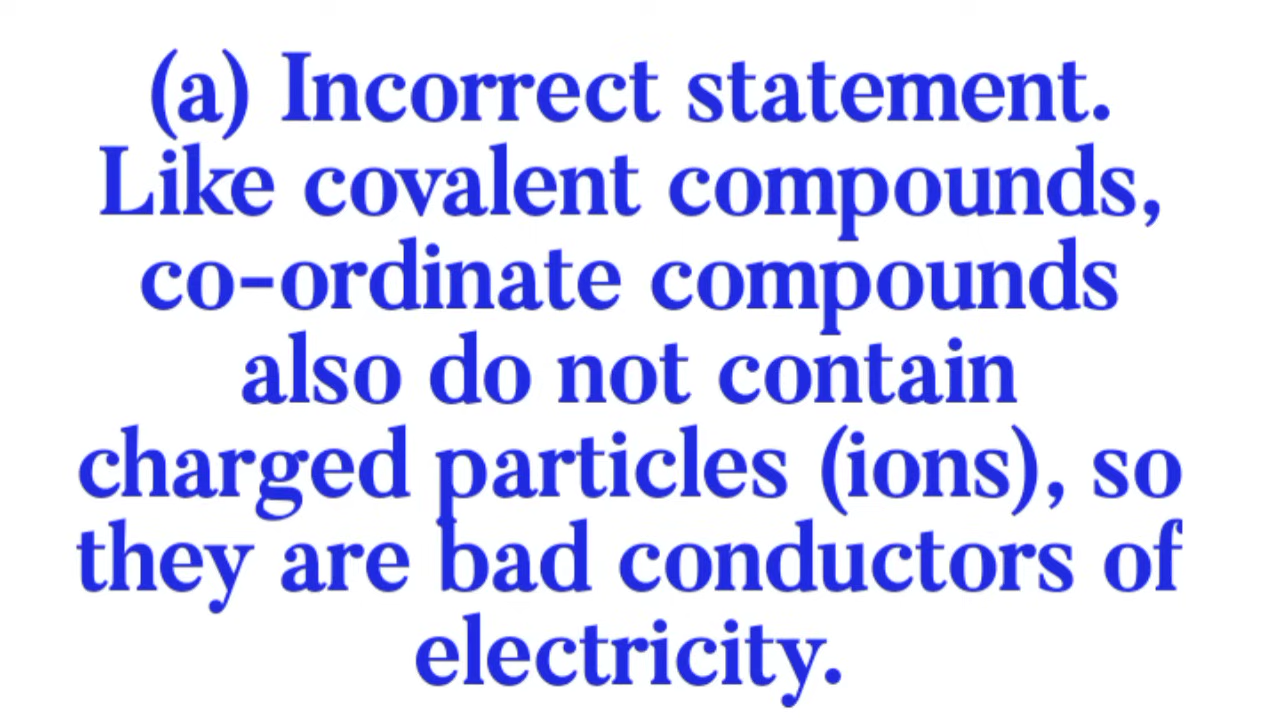 (a) Incorrect statement.
Like covalent compounds,
co-ordinate compounds
also do not contain
charged particles (ions), so
they are bad conductors of
electricity.